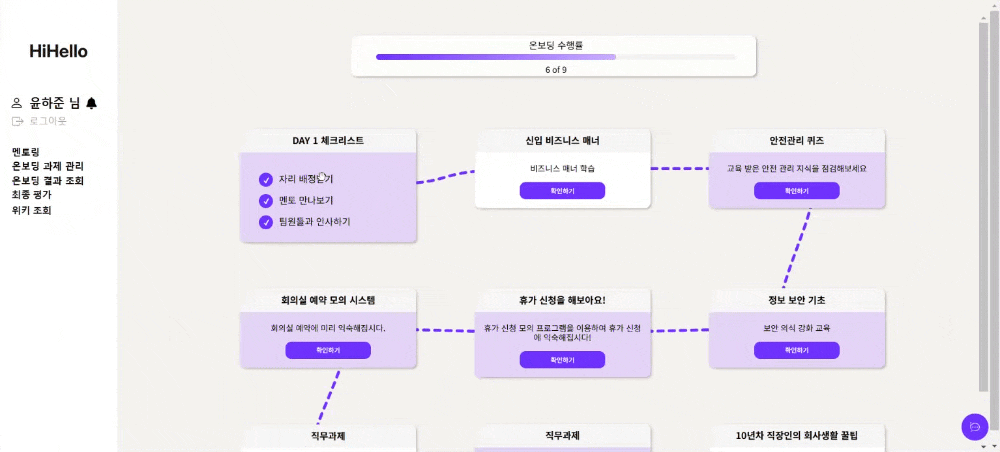 HiHello
윤하준 님
로그아웃
멘토링
온보딩 과제 관리
온보딩 결과 조회
최종 평가
위키 조회
온보딩 수행률
6 of 9
DAY 1 체크리스트
자리 배정받기
멘토 만나보기
팀원들과 인사하기
신입 비즈니스 매너
비즈니스 매너 학습
확인하기
안전관리 퀴즈
교육 받은 안전 관리 지식을 점검해보세요
확인하기
회의실 예약 모의 시스템
회의실 예약에 미리 익숙해집시다.
확인하기
휴가 신청을 해보아요!
휴가 신청 모의 프로그램을 이용하여 휴가 신청
에 익숙해집시다!
확인하기
정보 보안 기초
보안 의식 강화 교육
확인하기
직무과제
직무과제
10년차 직장인의 회사생활 꿀팁